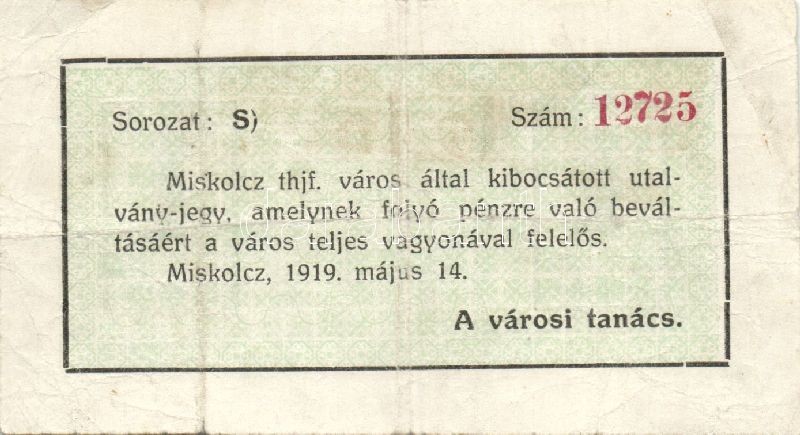 Sorozat: S) Szám: 12725
Miskolcz thjf. város által kibocsátott utal-
vány-jegy, amelynek folyó pénzre való bevál-
tásáért a város teljes vagyonával felelős.
Miskolcz, 1919. május 14.
A városi tanács.